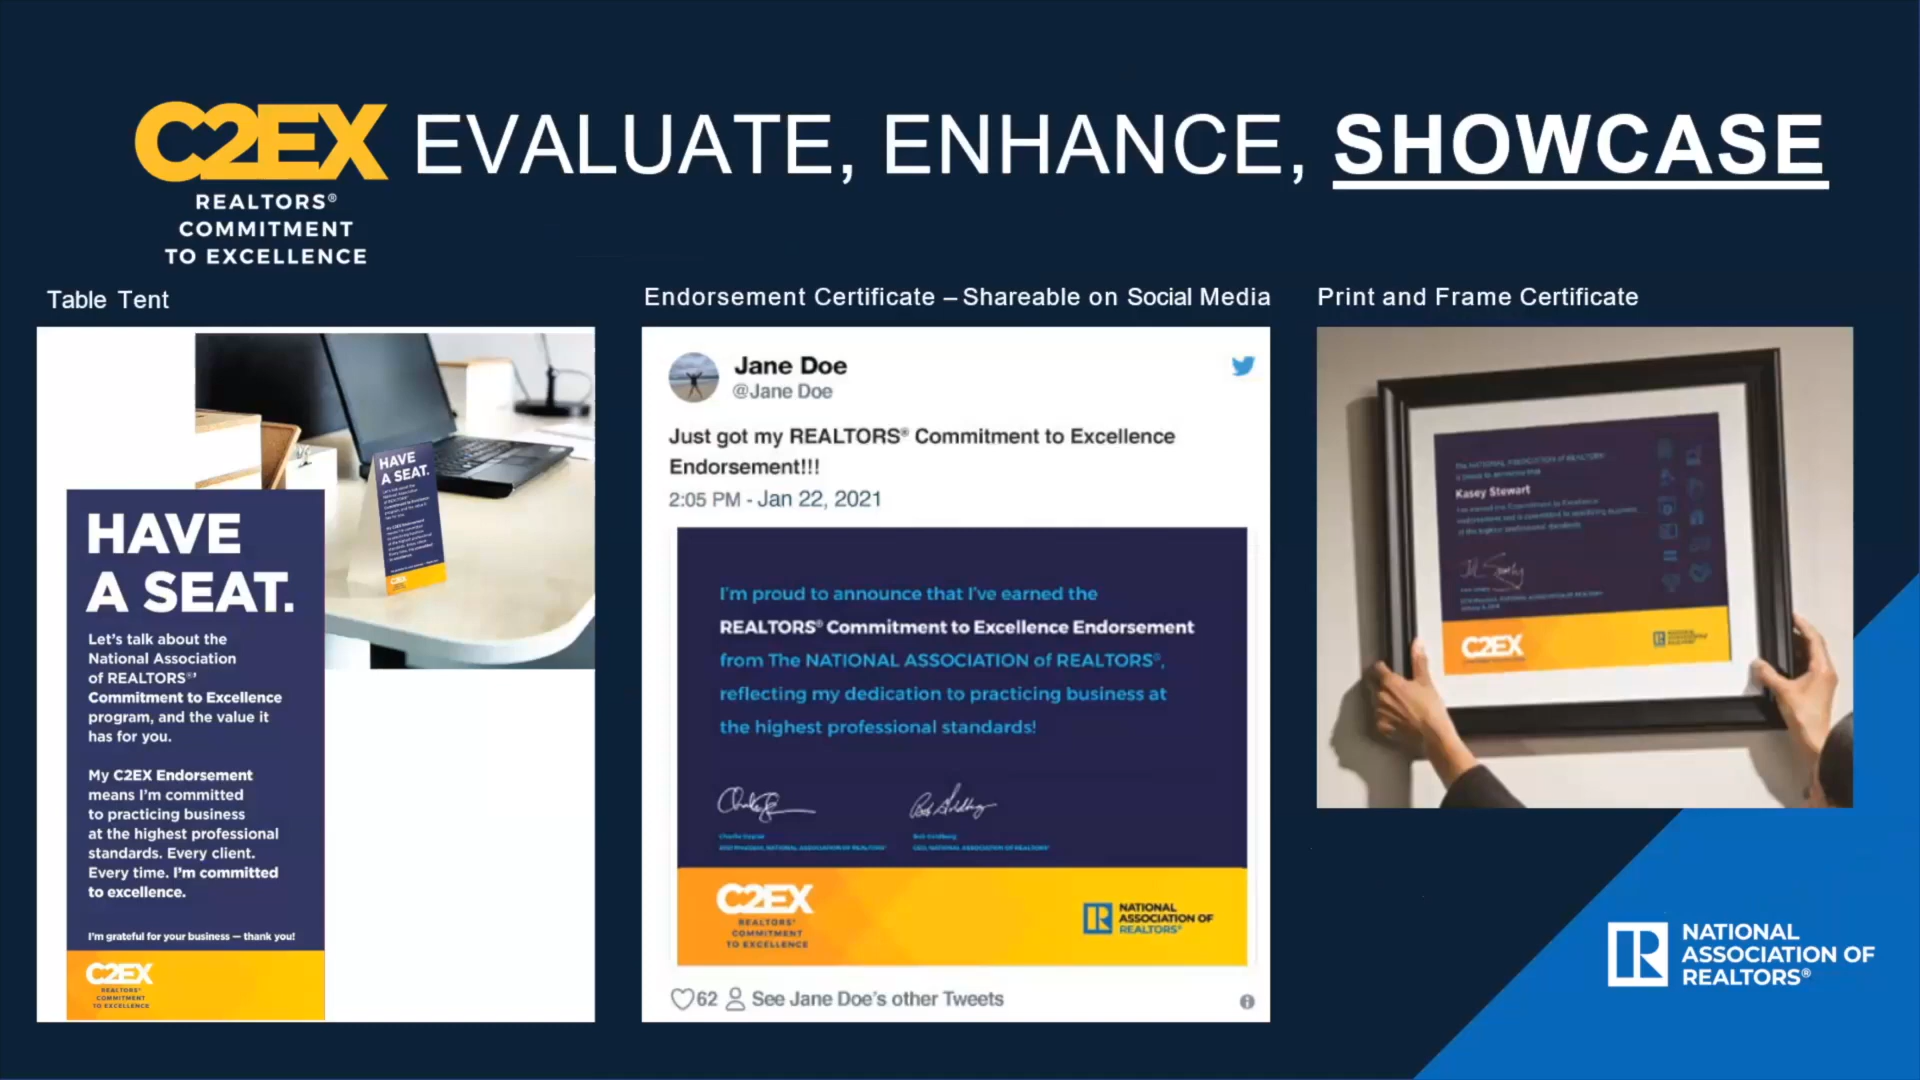 C2EX EVALUATE, ENHANCE, SHOWCASE
REALTORS®
COMMITMENT
TO EXCELLENCE
Table Tent
HAVE
A SEAT.
HAVE
A SEAT.
Let's talk about the
National Association
of REALTORS®'
Commitment to Excellence
program, and the value it
has for you.
My C2EX Endorsement
means I'm committed
to practicing business
at the highest professional
standards. Every client.
Every time. I'm committed
to excellence.
I'm grateful for your business — thank you!
C2EX
REALTORS®
COMMITMENT
TO EXCELLENCE
Endorsement Certificate – Shareable on Social Media
Jane Doe
@Jane Doe
Just got my REALTORS® Commitment to Excellence
Endorsement!!!
2:05 PM - Jan 22, 2021
I'm proud to announce that I've earned the
REALTORS® Commitment to Excellence Endorsement
from The NATIONAL ASSOCIATION of REALTORS®,
reflecting my dedication to practicing business at
the highest professional standards!
C2EX
REALTORS®
COMMITMENT
TO EXCELLENCE
NATIONAL
ASSOCIATION OF
REALTORS®
62 See Jane Doe's other Tweets
Print and Frame Certificate
The NATIONAL ASSOCIATION of REALTORS®
Kasey Stewart
C2EX
NATIONAL
ASSOCIATION OF
REALTORS®